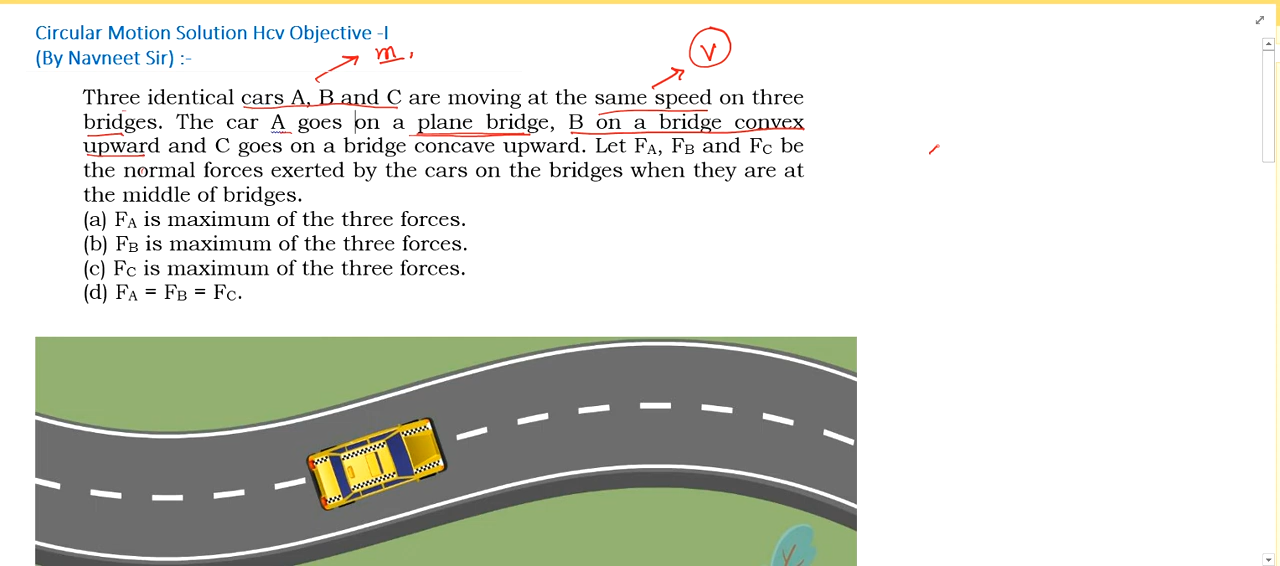 Circular Motion Solution Hcv Objective -I
(By Navneet Sir) :-
m,
v
Three identical cars A, B and C are moving at the same speed on three
bridges. The car A goes on a plane bridge, B on a bridge convex
upward and C goes on a bridge concave upward. Let FA, FB and FC be
the normal forces exerted by the cars on the bridges when they are at
the middle of bridges.
(a) FA is maximum of the three forces.
(b) FB is maximum of the three forces.
(c) FC is maximum of the three forces.
(d) FA = FB = FC.